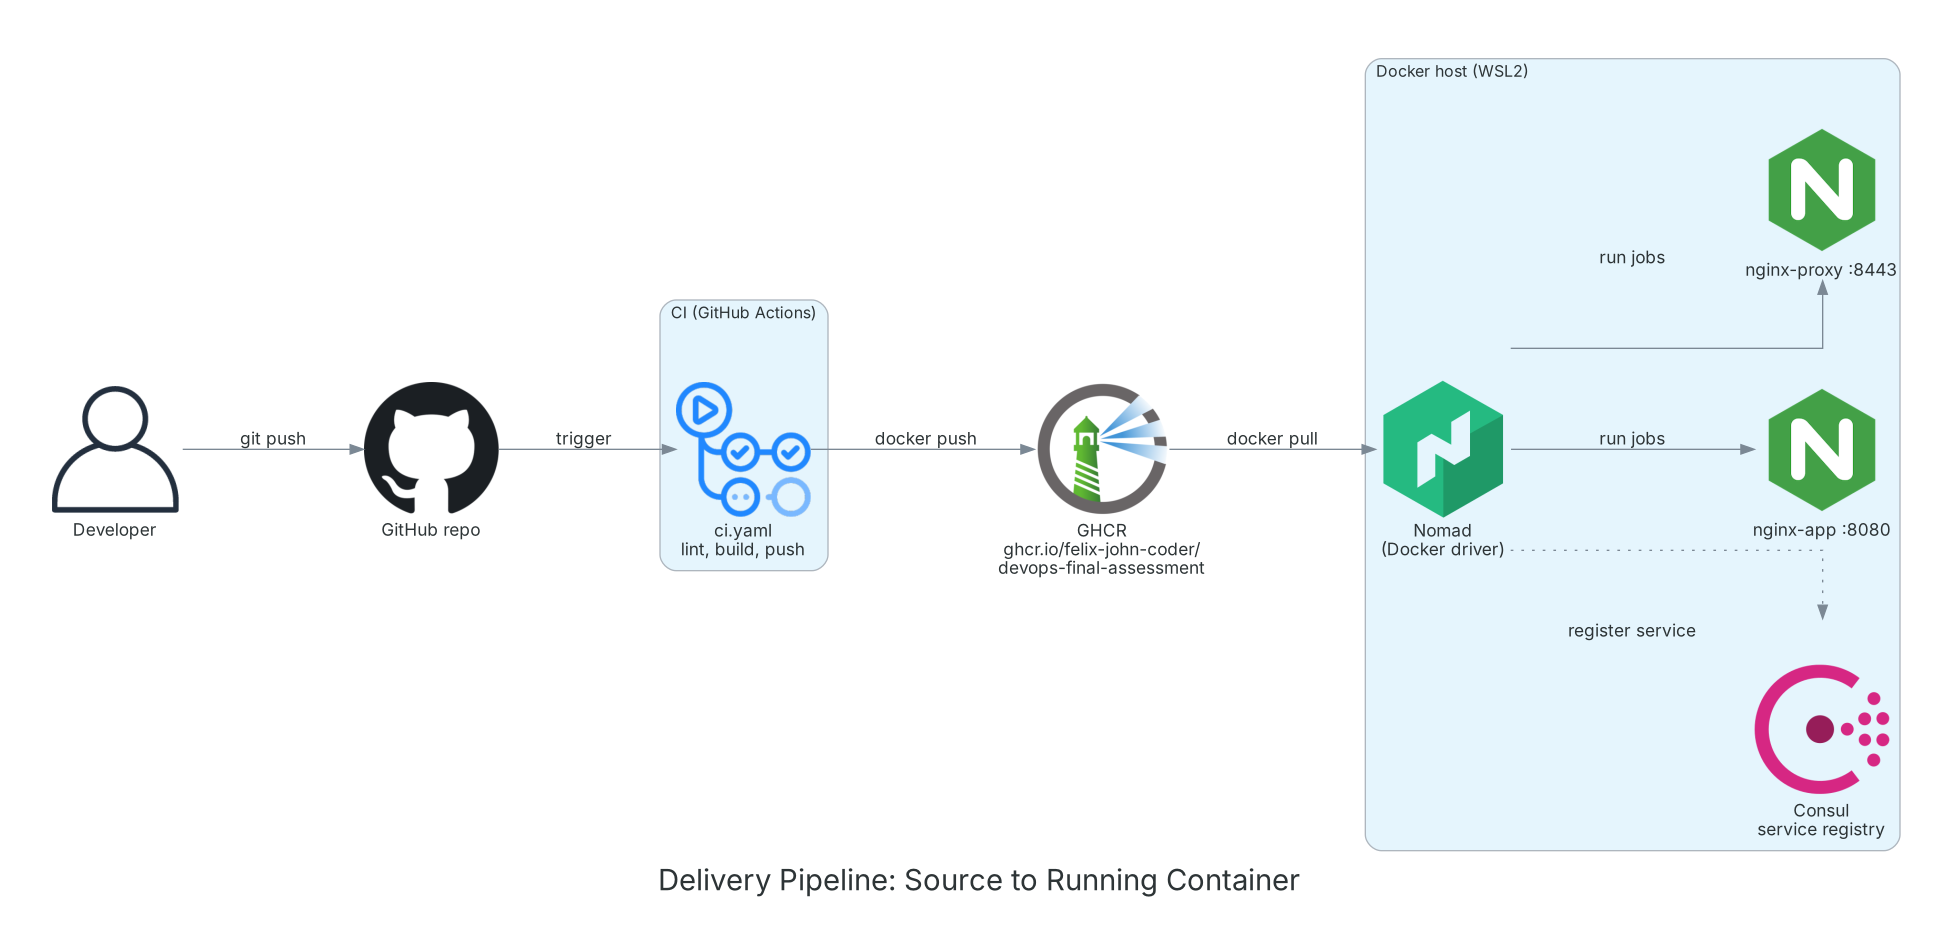 Docker host (WSL2)
run jobs
nginx-proxy :8443
CI (GitHub Actions)
Developer
git push
GitHub repo
trigger
ci.yaml
lint, build, push
docker push
GHCR
ghcr.io/felix-john-coder/
devops-final-assessment
docker pull
Nomad
(Docker driver)
run jobs
nginx-app :8080
register service
Consul
service registry
Delivery Pipeline: Source to Running Container